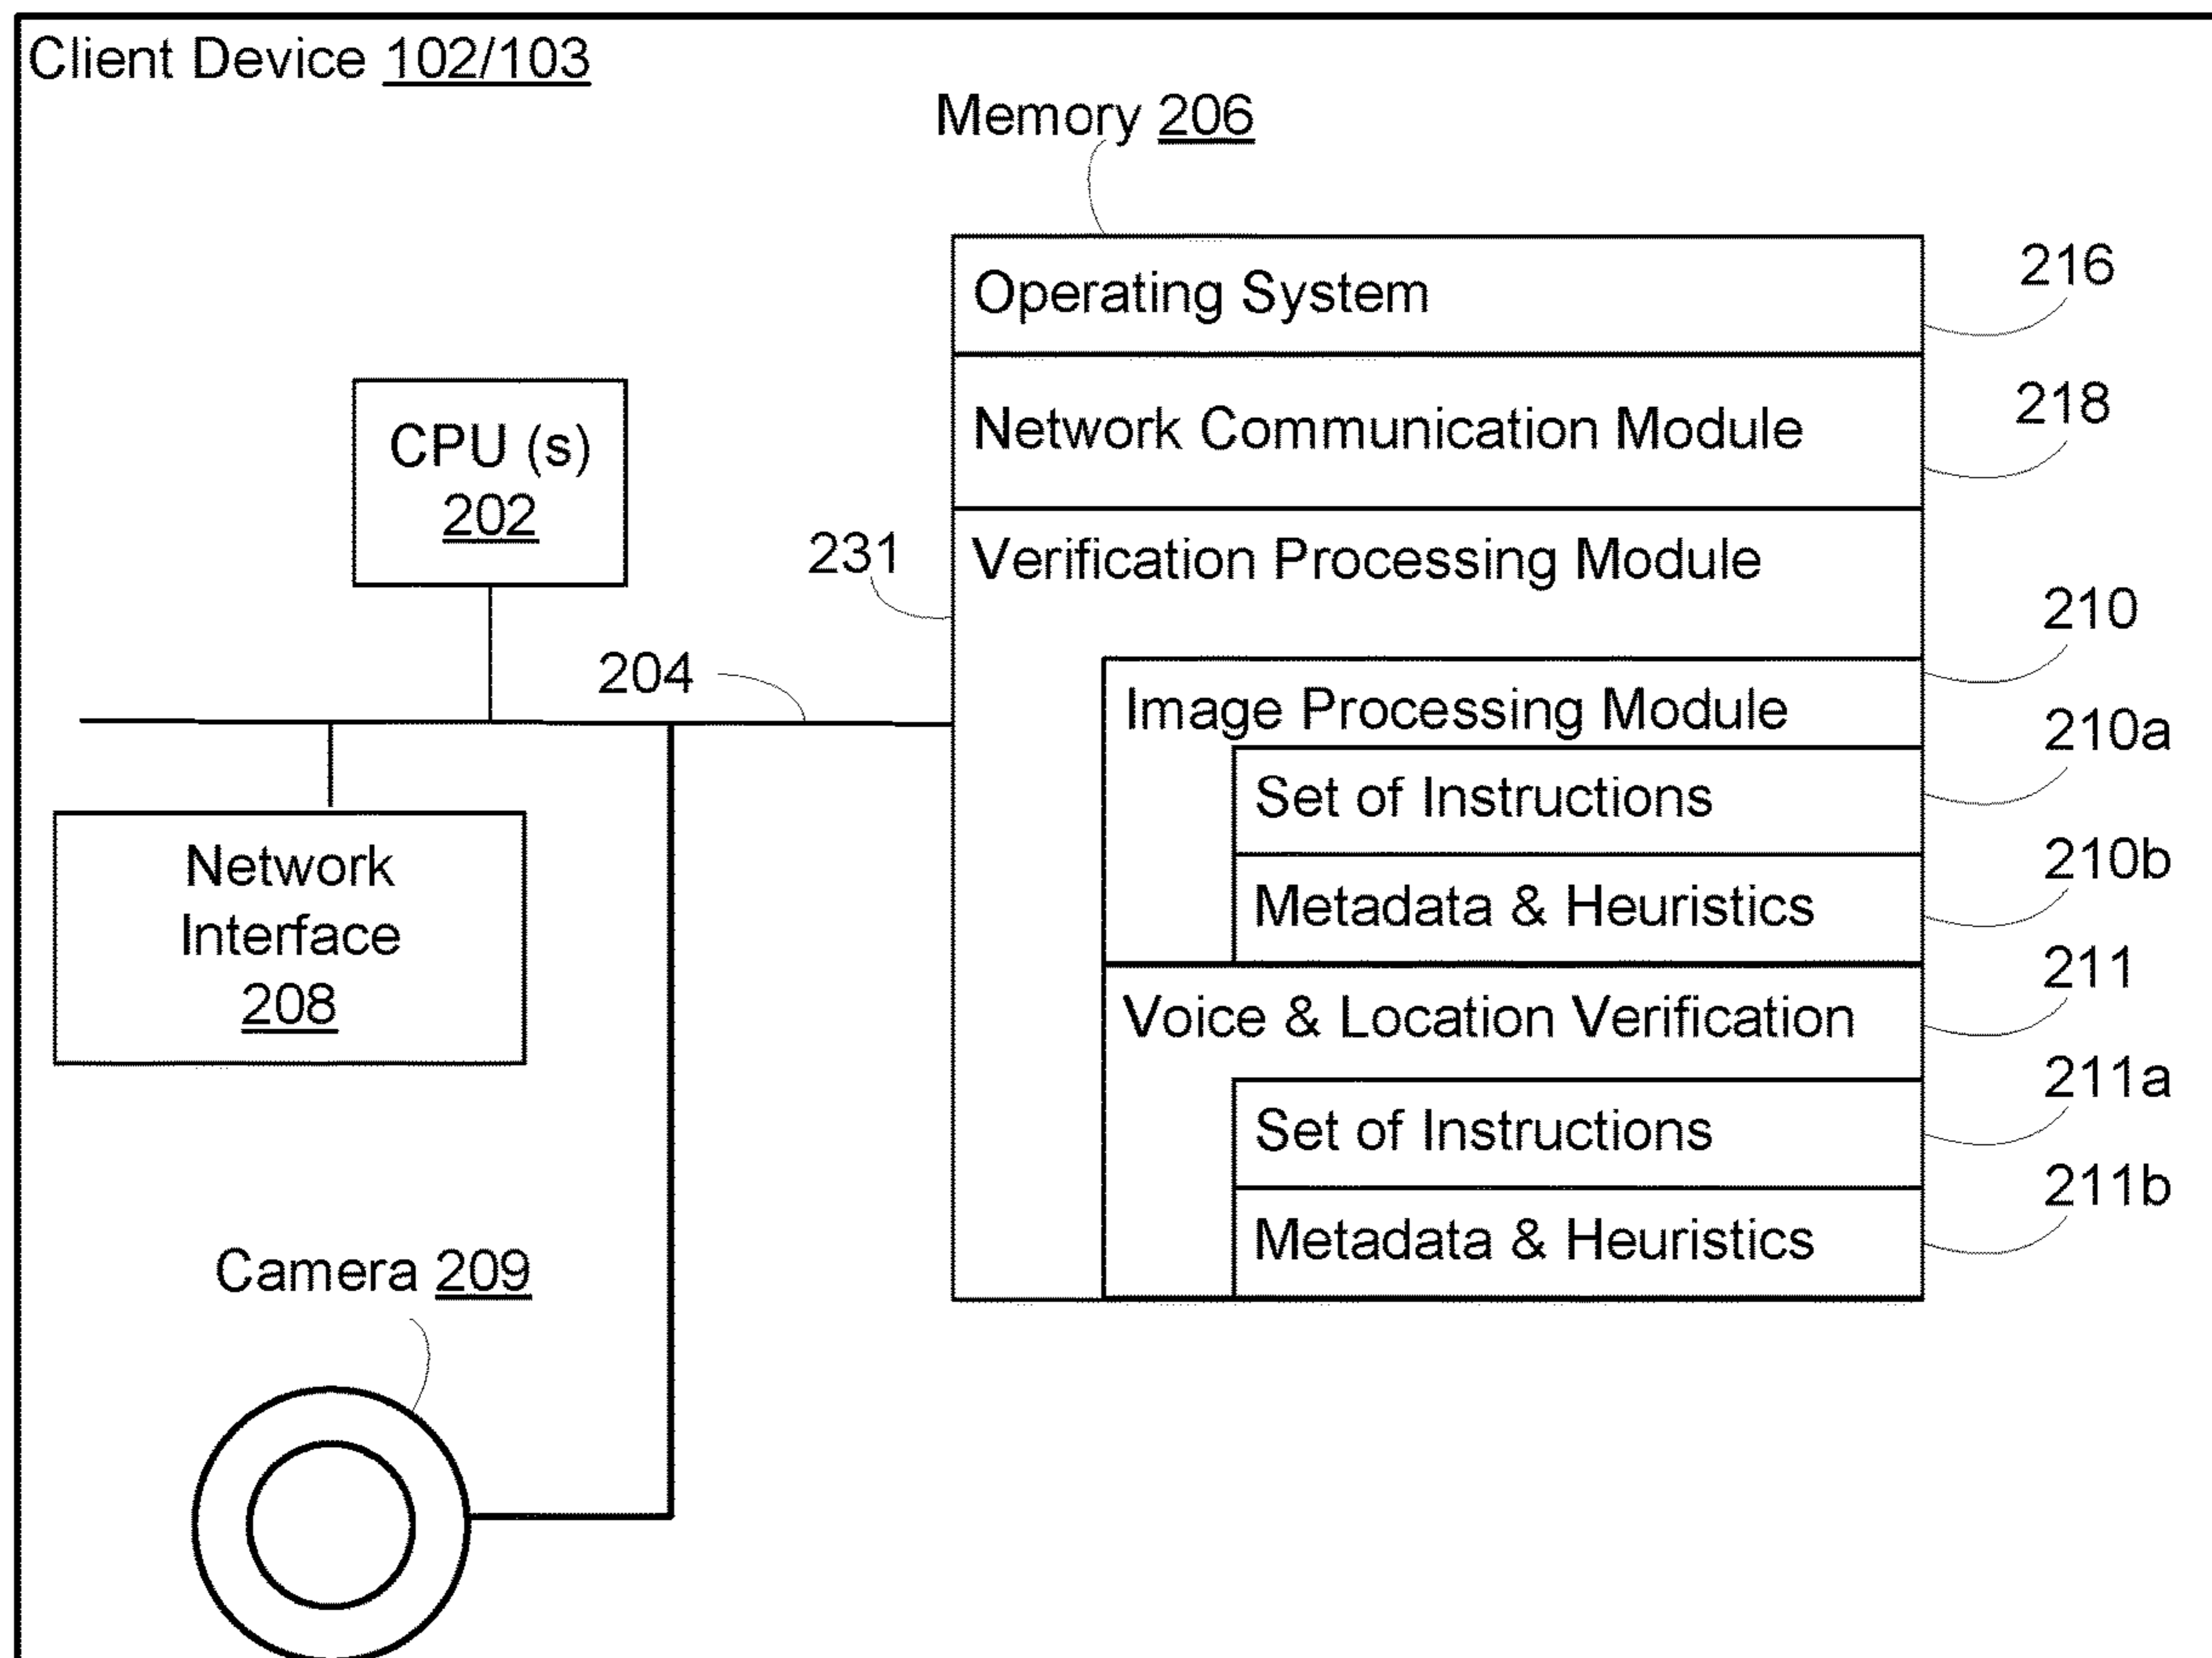 Client Device 102/103
Memory 206
Operating System
216
Network Communication Module
218
CPU (s)
202
231
Verification Processing Module
210
204
Image Processing Module
210a
Set of Instructions
210b
Metadata & Heuristics
Network
Interface
208
211
Voice & Location Verification
211a
Set of Instructions
211b
Metadata & Heuristics
Camera 209